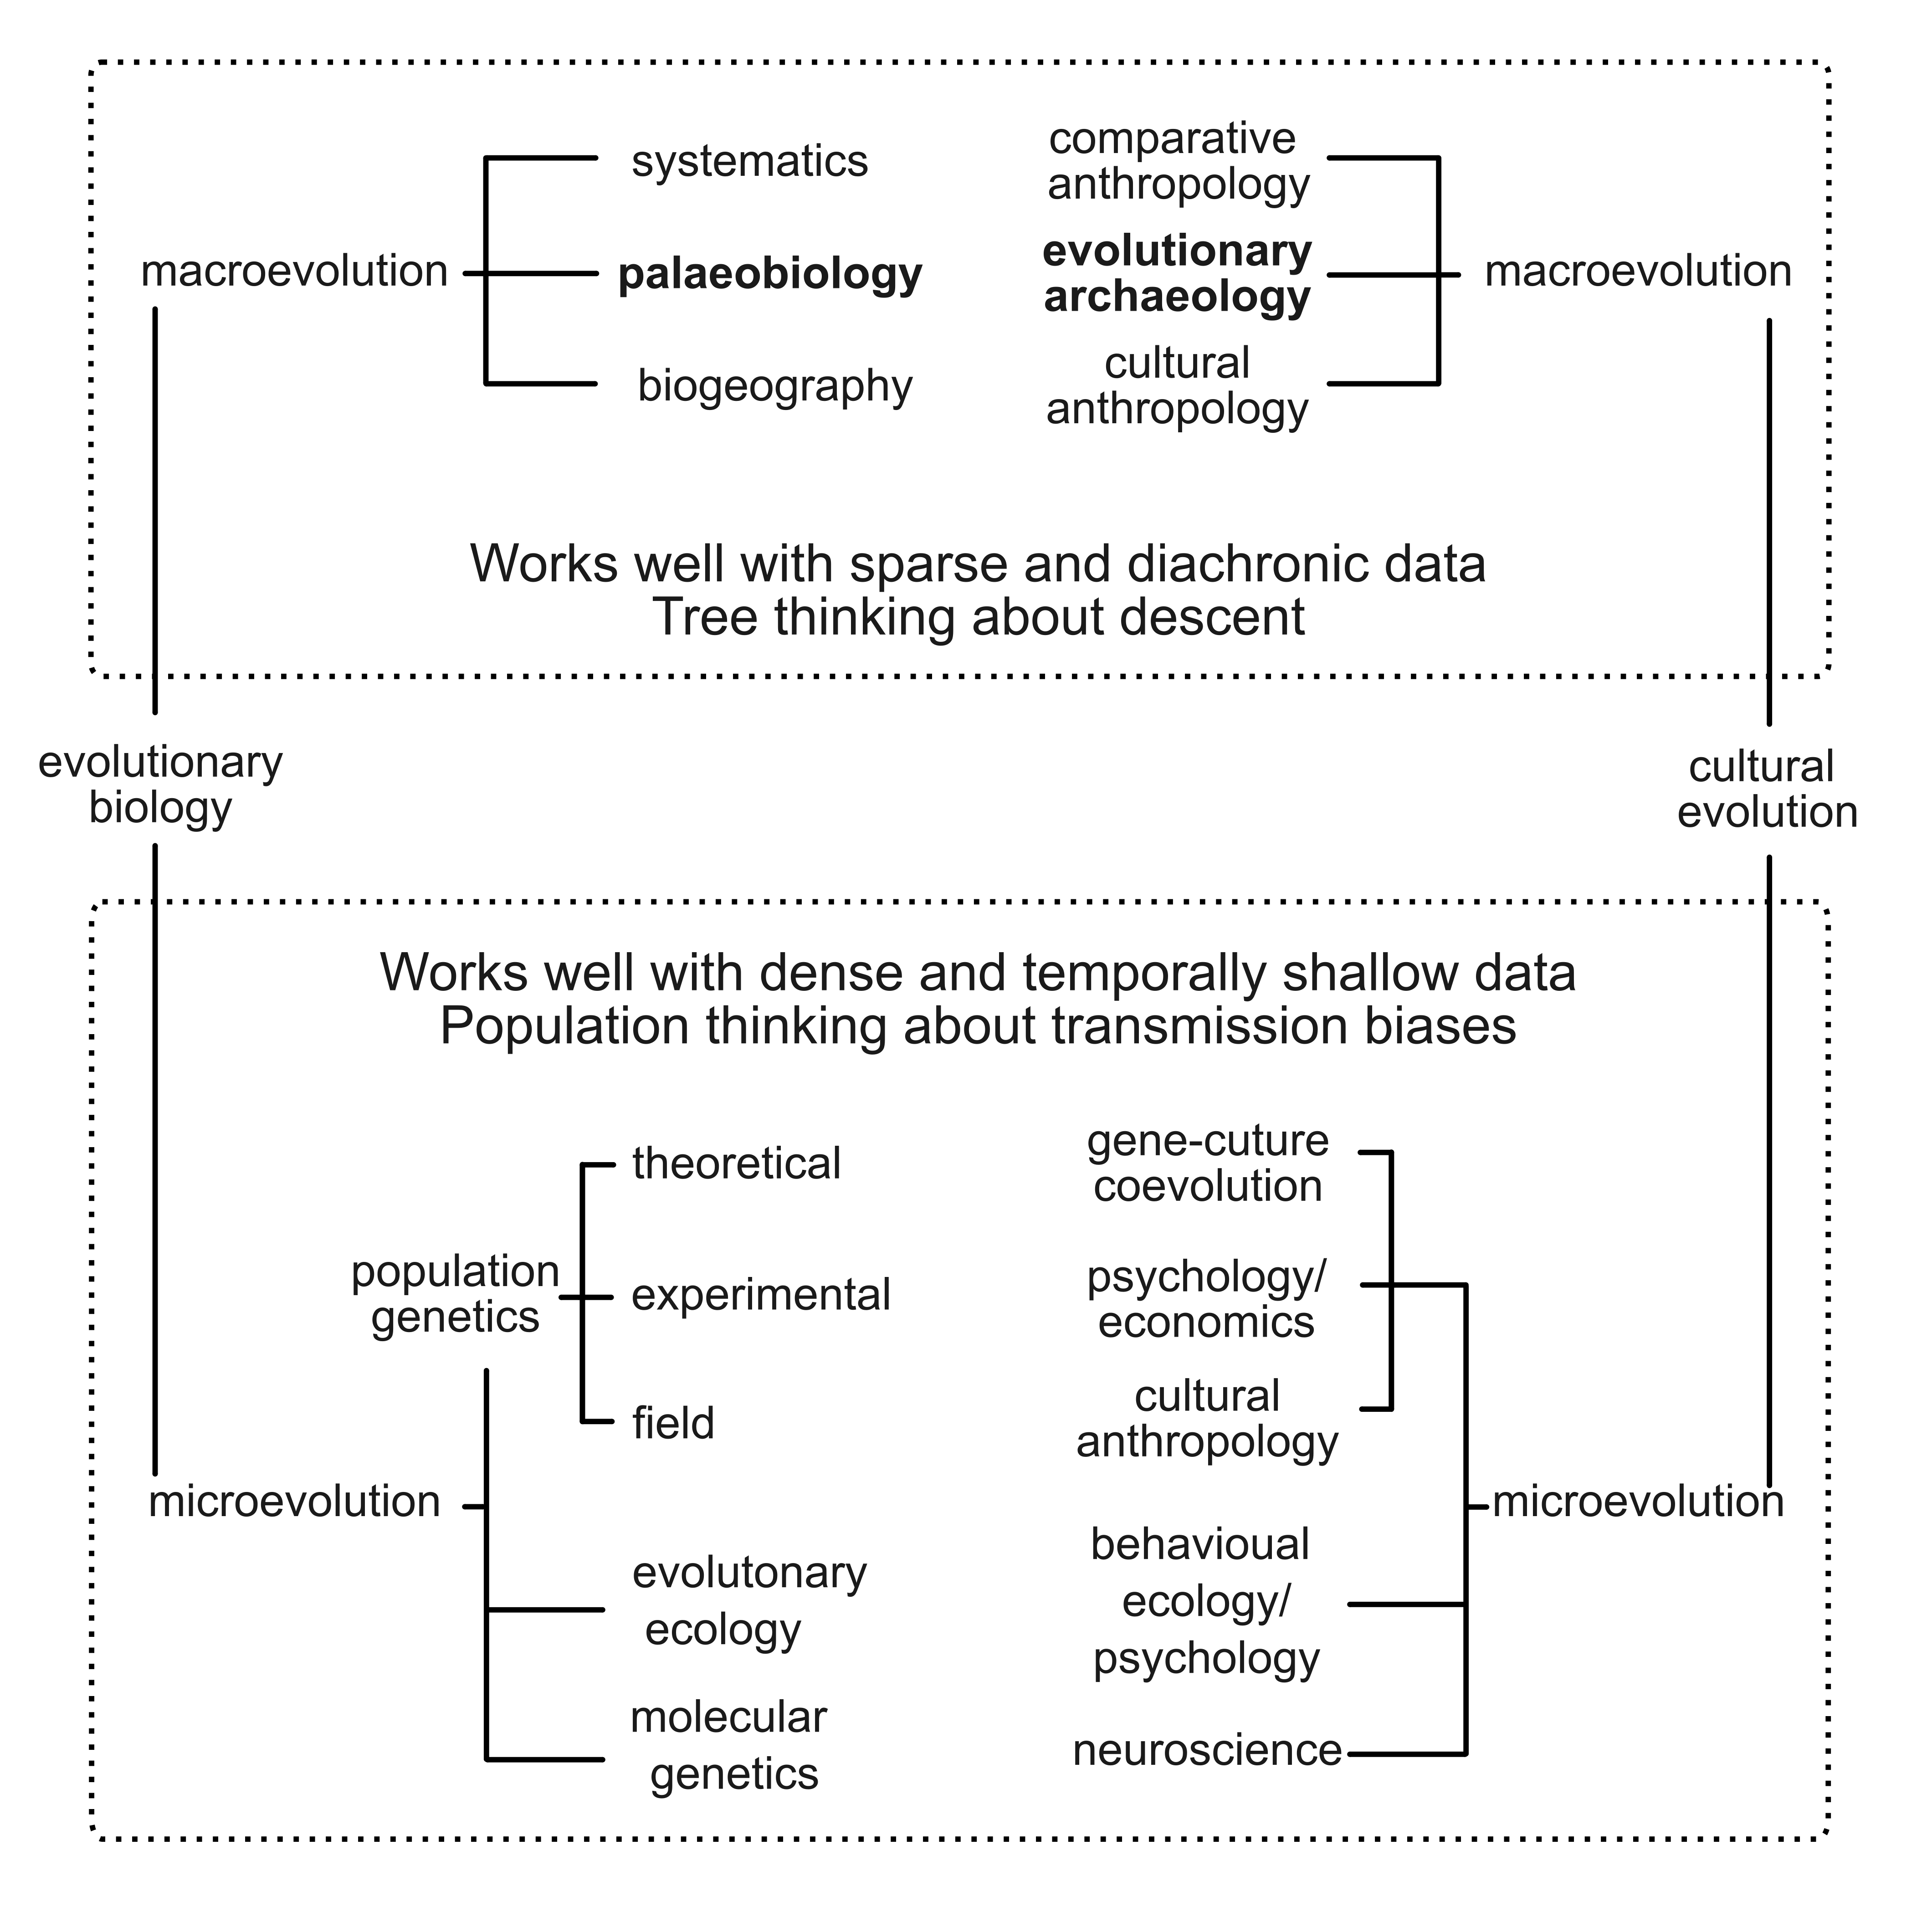 macroevolution
systematics
palaeobiology
biogeography
comparative
anthropology
evolutionary
archaeology
cultural
anthropology
macroevolution
Works well with sparse and diachronic data
Tree thinking about descent
evolutionary
biology
cultural
evolution
Works well with dense and temporally shallow data
Population thinking about transmission biases
microevolution
population
genetics
theoretical
experimental
field
evolutonary
ecology
molecular
genetics
gene-cuture
coevolution
psychology/
economics
cultural
anthropology
behavioual
ecology/
psychology
neuroscience
microevolution